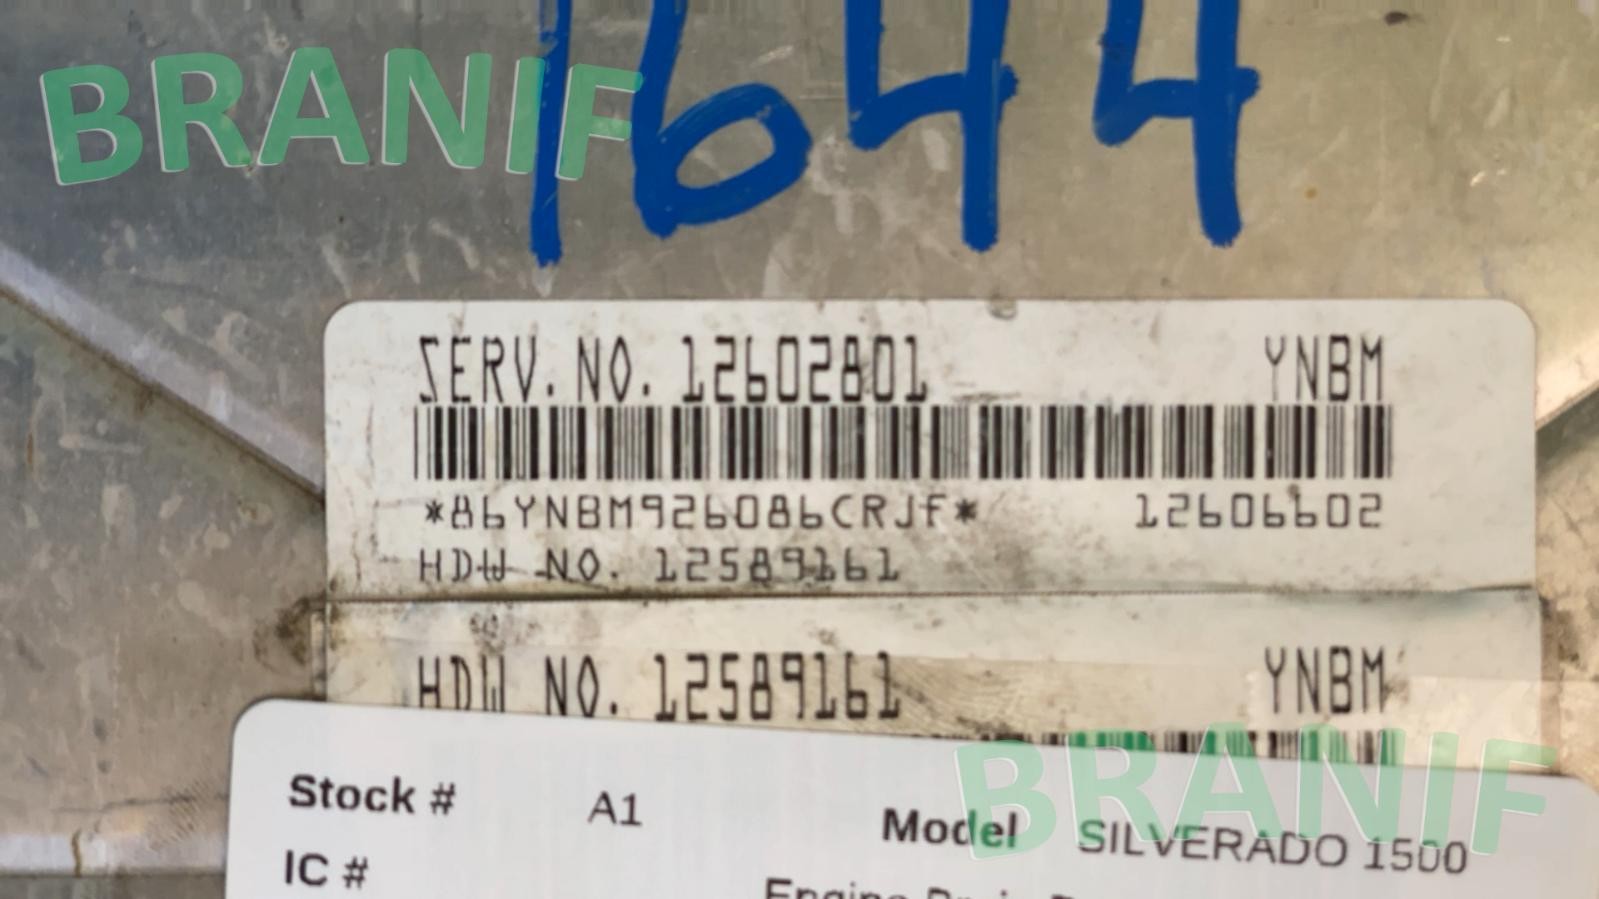 1644
BRANIF
SERV. NO. 12602801 YNBM
*86YNBM926086CRJF* 12606602
HDW NO. 12589161
HDW NO. 12589161 YNBM
BRANIF
Stock # A1 Model SILVERADO 1500
IC #
Engine